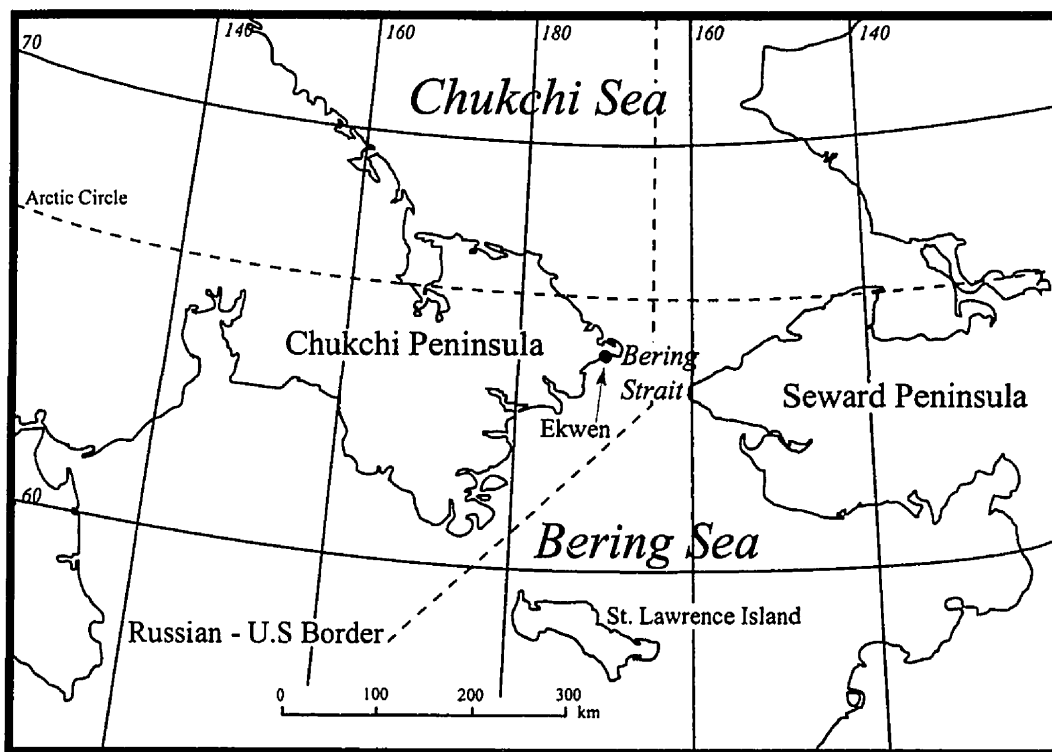 70
140
160
180
160
140
Chukchi Sea
Arctic Circle
Chukchi Peninsula
Bering
Strait
Seward Peninsula
Ekwen
60
Bering Sea
St. Lawrence Island
Russian - U.S Border
0 100 200 300
km